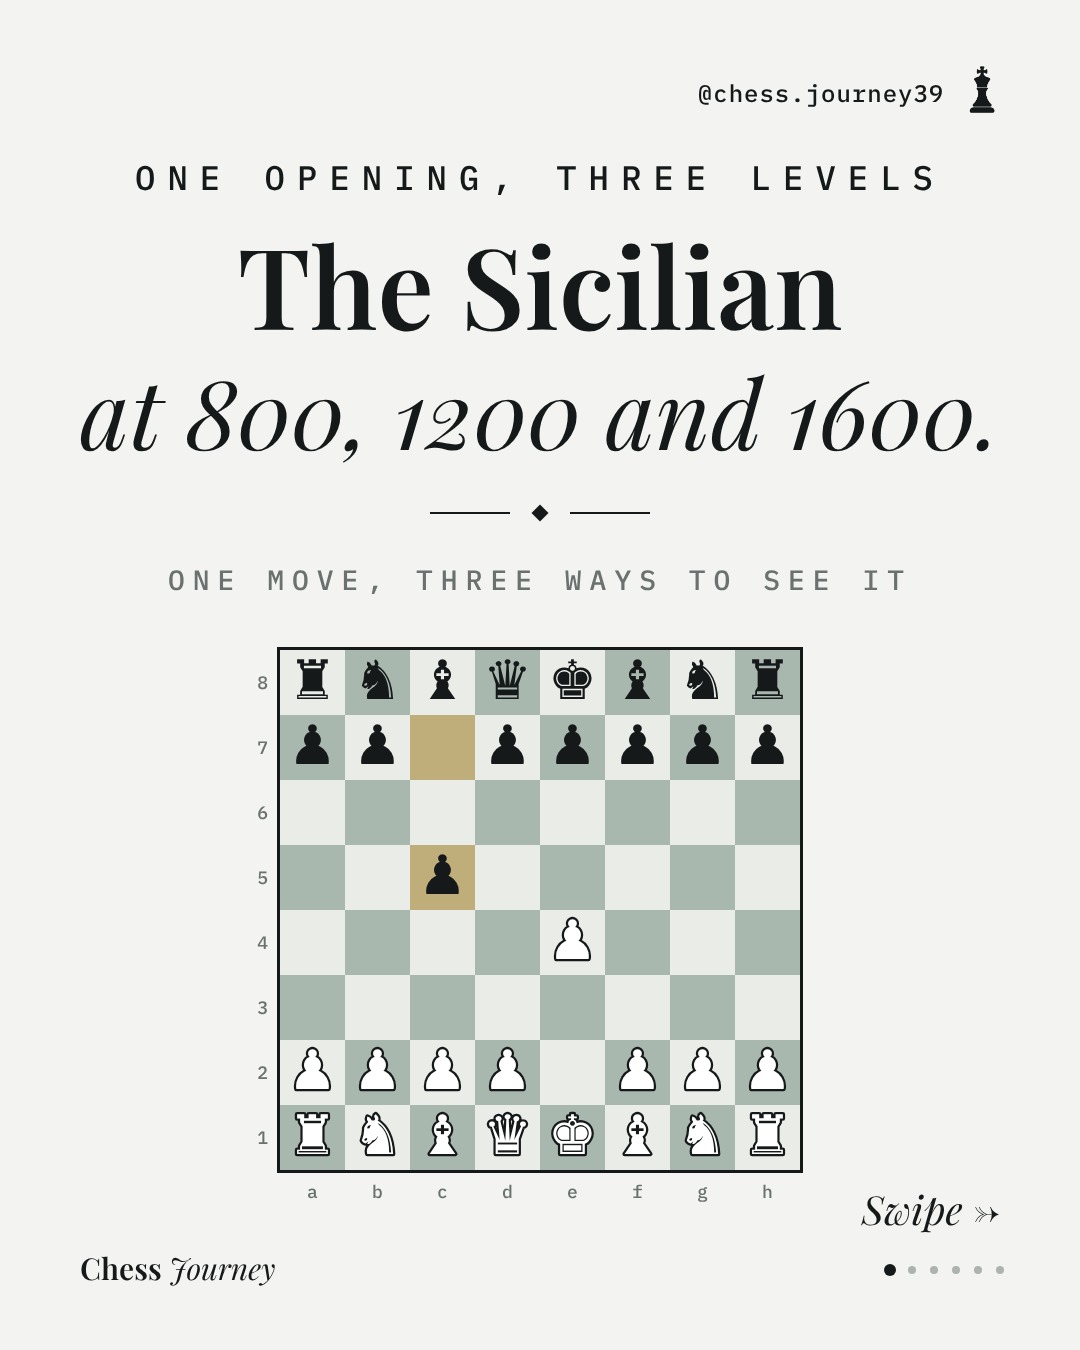 @chess.journey39
ONE OPENING, THREE LEVELS
The Sicilian
at 800, 1200 and 1600.
ONE MOVE, THREE WAYS TO SEE IT
8
7
6
5
4
3
2
1
a b c d e f g h
Swipe
Chess Journey